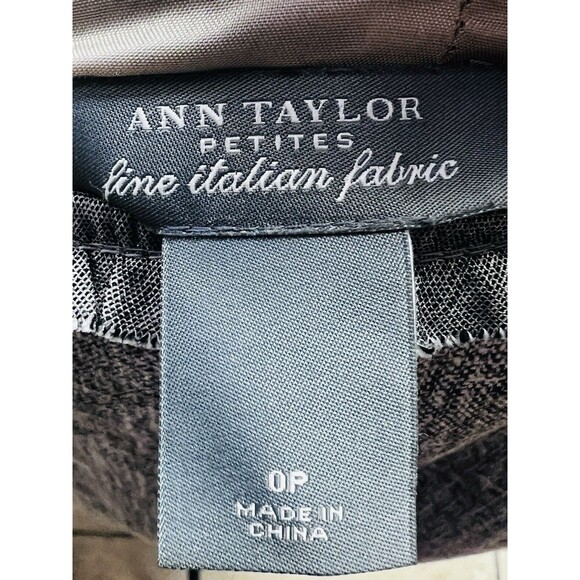 ANN TAYLOR
PETITES
fine italian fabric
0P
MADE IN
CHINA